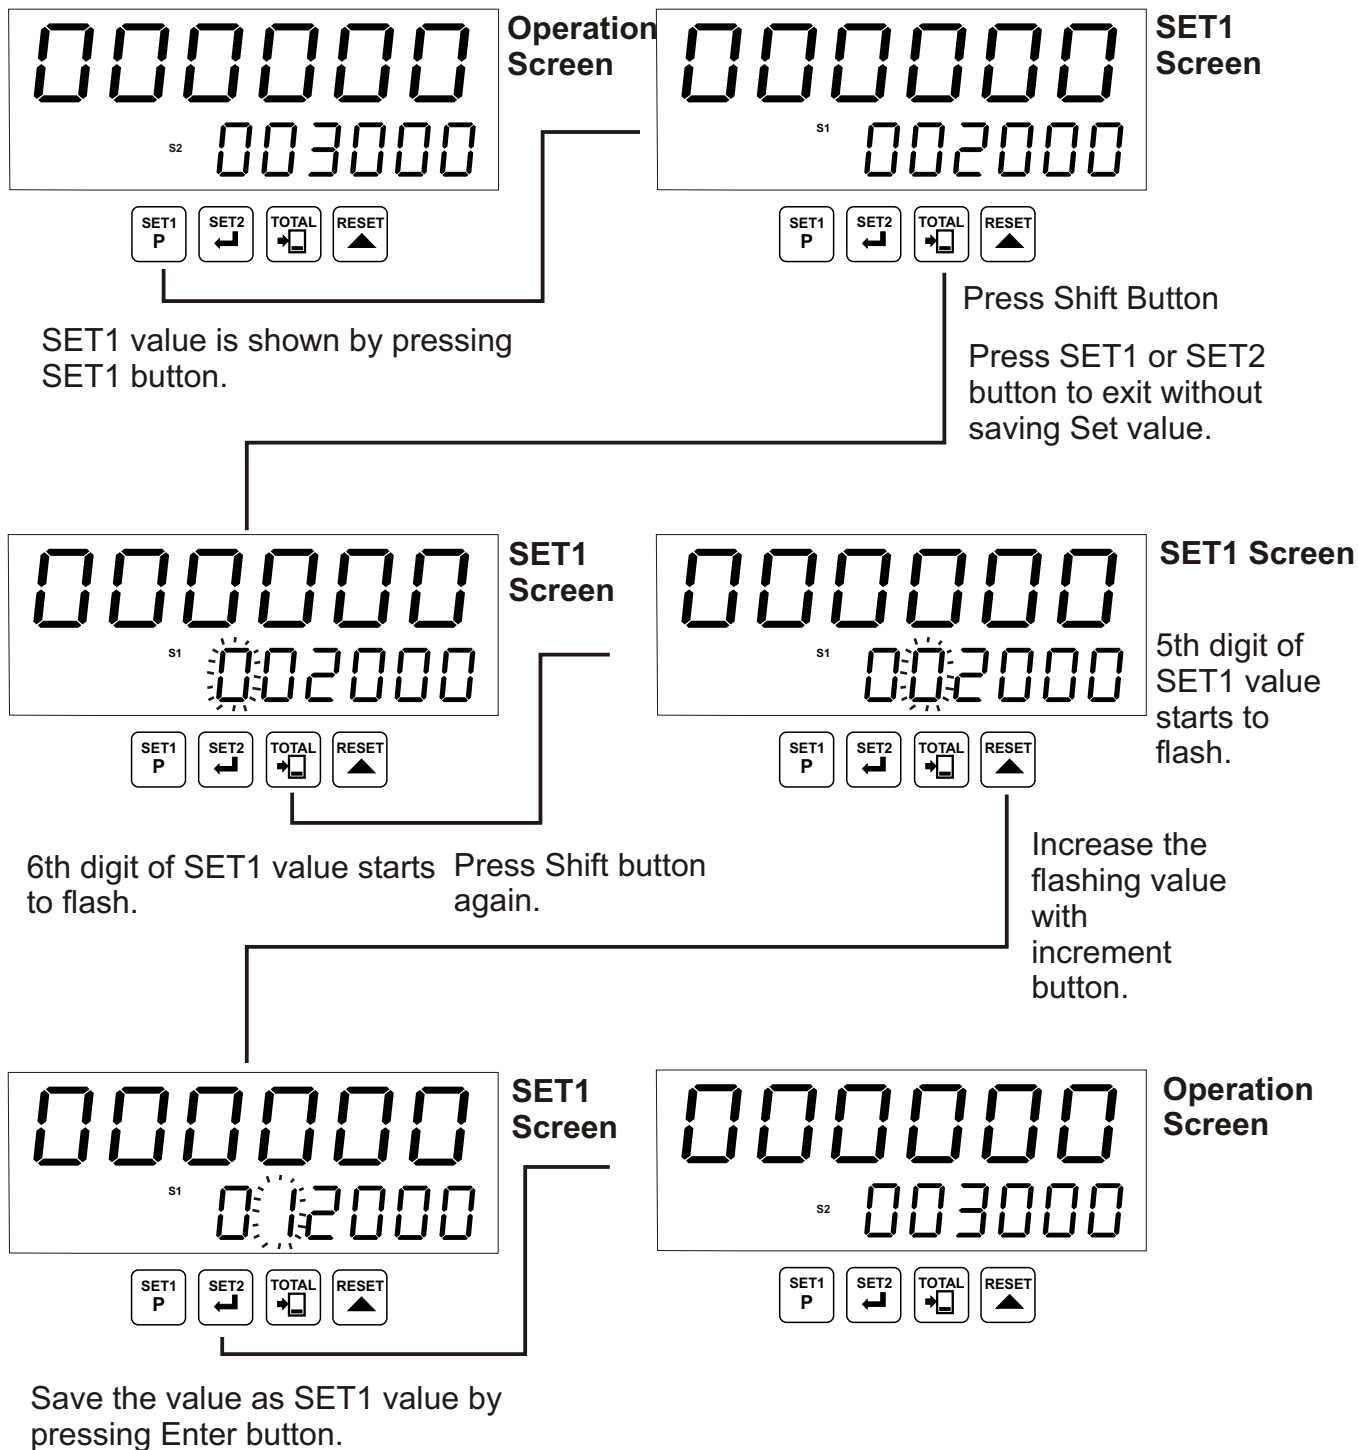 000000
Operation
Screen
S2 003000
SET1 P SET2 TOTAL RESET
SET1 value is shown by pressing
SET1 button.
000000
SET1
Screen
S1 002000
SET1 P SET2 TOTAL RESET
Press Shift Button
Press SET1 or SET2
button to exit without
saving Set value.
000000
SET1
Screen
S1 002000
SET1 P SET2 TOTAL RESET
6th digit of SET1 value starts
to flash.
Press Shift button
again.
000000
SET1 Screen
S1 002000
5th digit of
SET1 value
starts to
flash.
SET1 P SET2 TOTAL RESET
Increase the
flashing value
with
increment
button.
000000
SET1
Screen
S1 012000
SET1 P SET2 TOTAL RESET
Save the value as SET1 value by
pressing Enter button.
000000
Operation
Screen
S2 003000
SET1 P SET2 TOTAL RESET